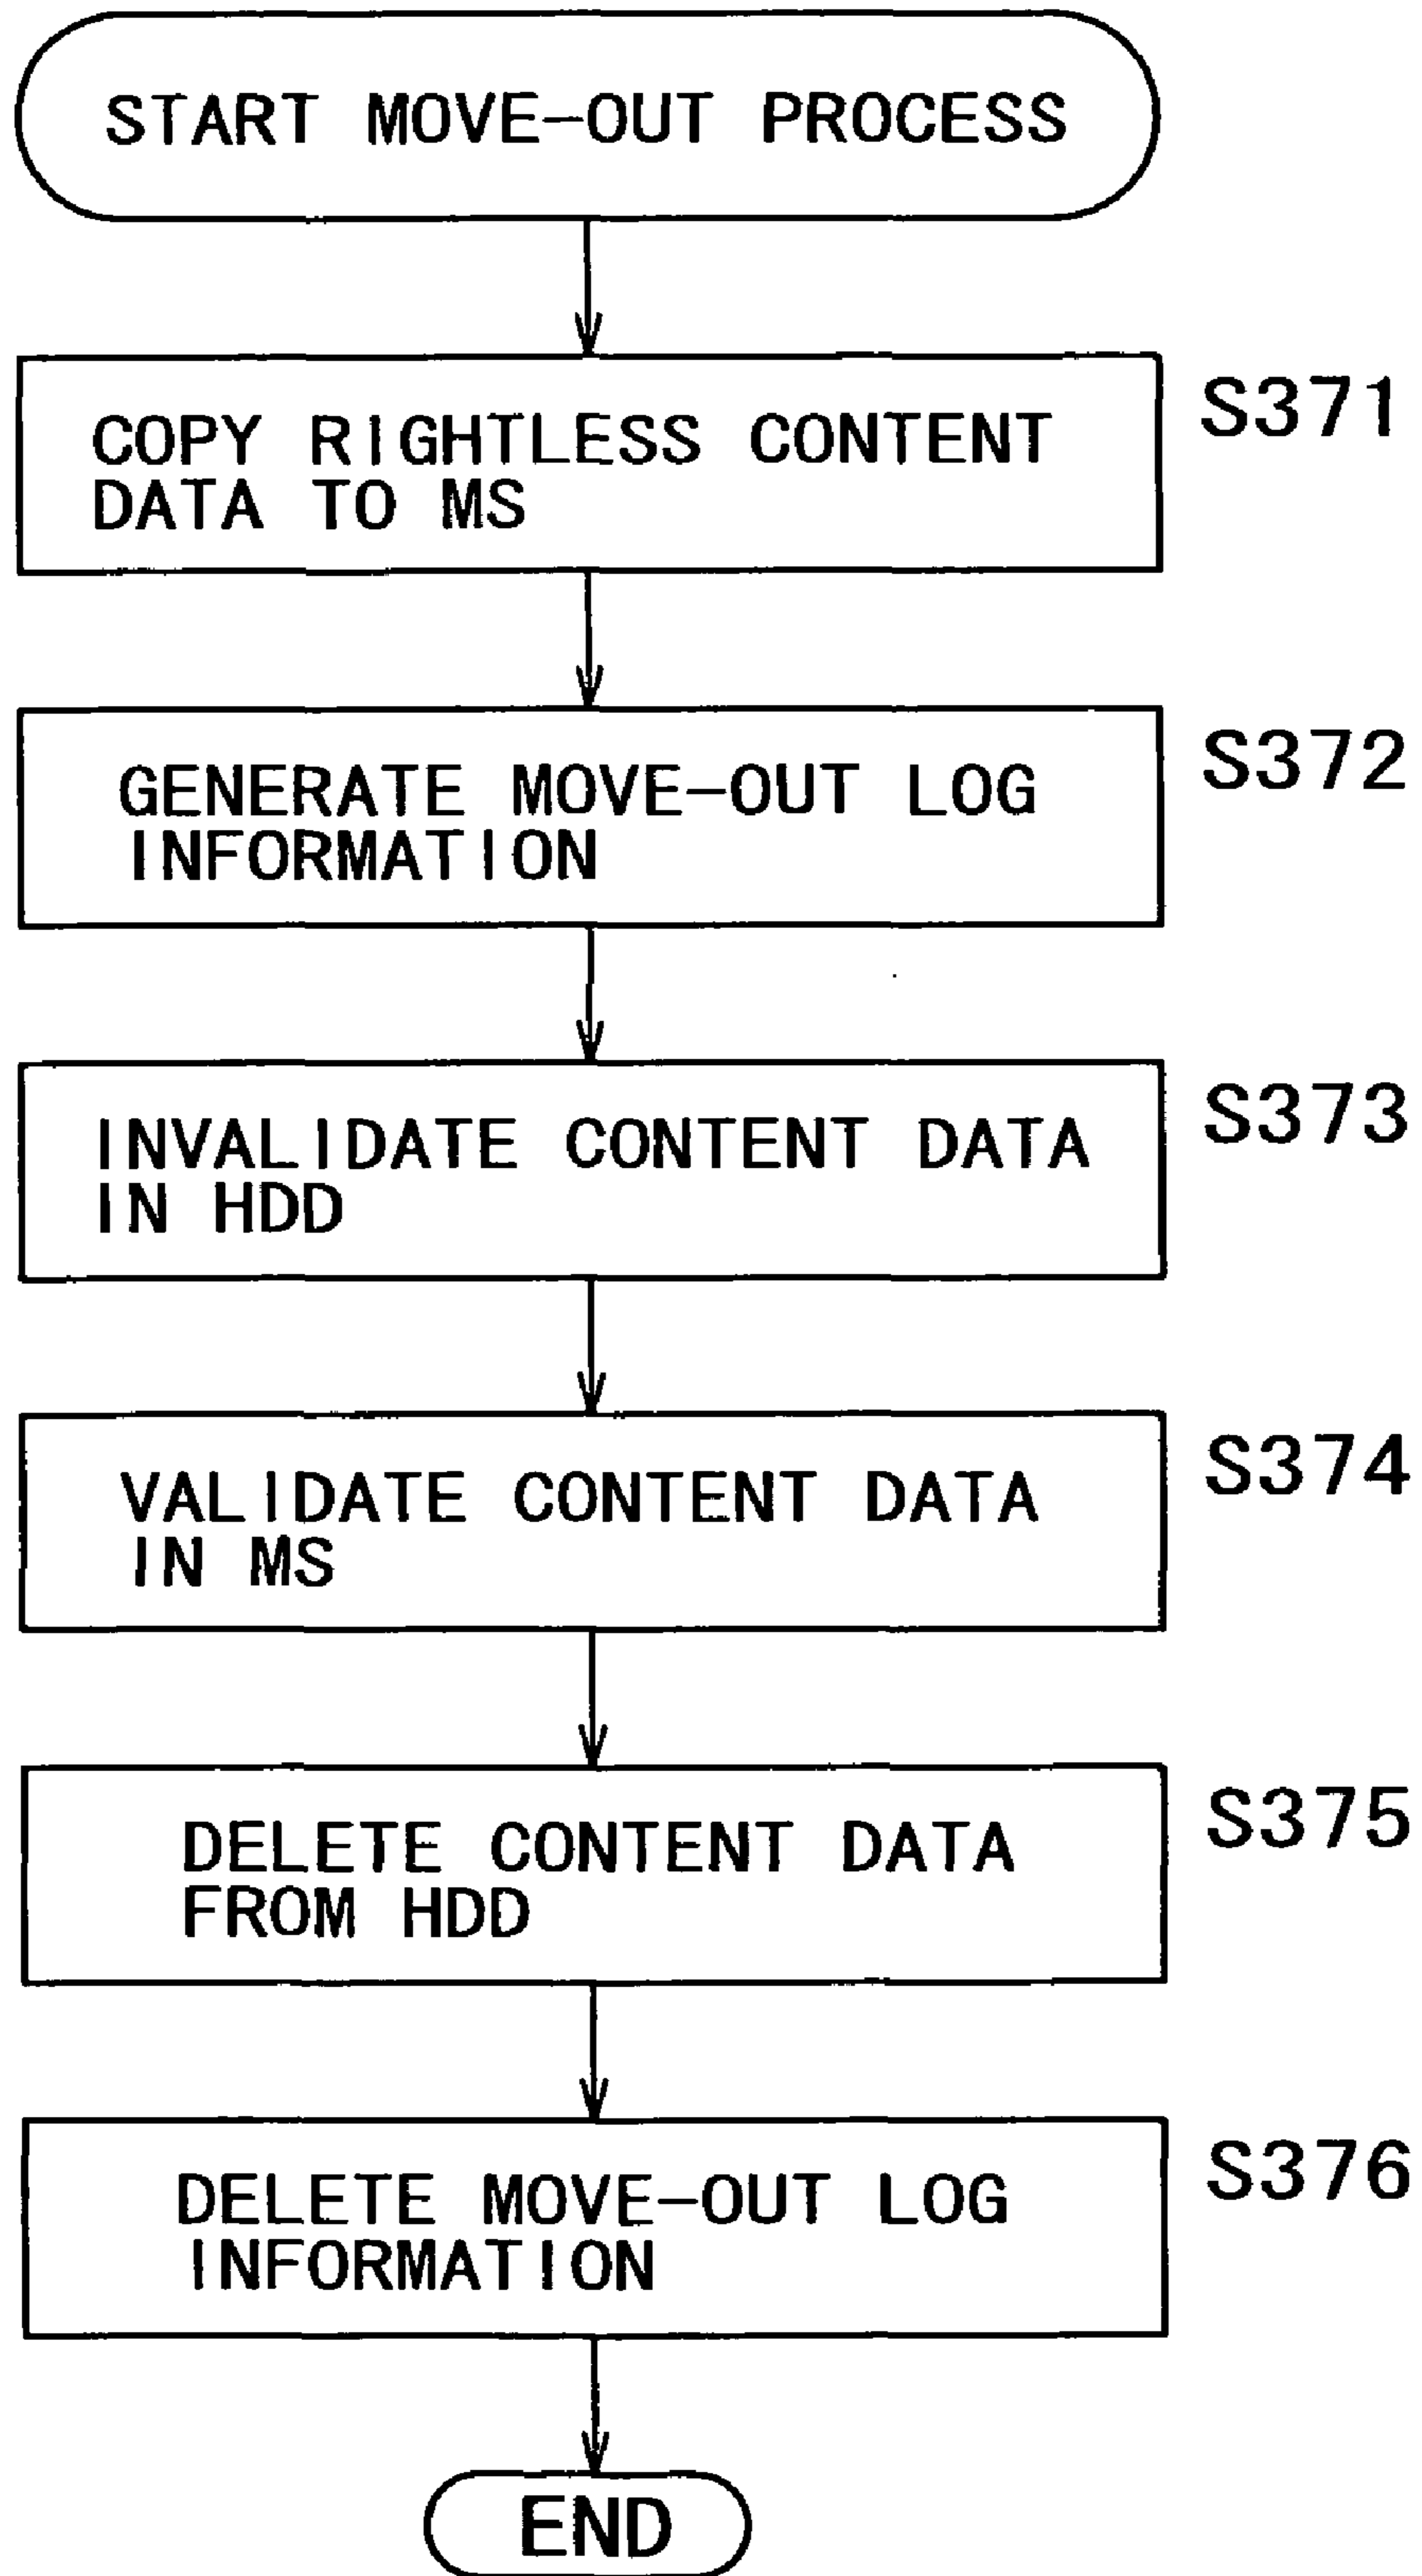 START MOVE-OUT PROCESS
COPY RIGHTLESS CONTENT
DATA TO MS
S371
GENERATE MOVE-OUT LOG
INFORMATION
S372
INVALIDATE CONTENT DATA
IN HDD
S373
VALIDATE CONTENT DATA
IN MS
S374
DELETE CONTENT DATA
FROM HDD
S375
DELETE MOVE-OUT LOG
INFORMATION
S376
END